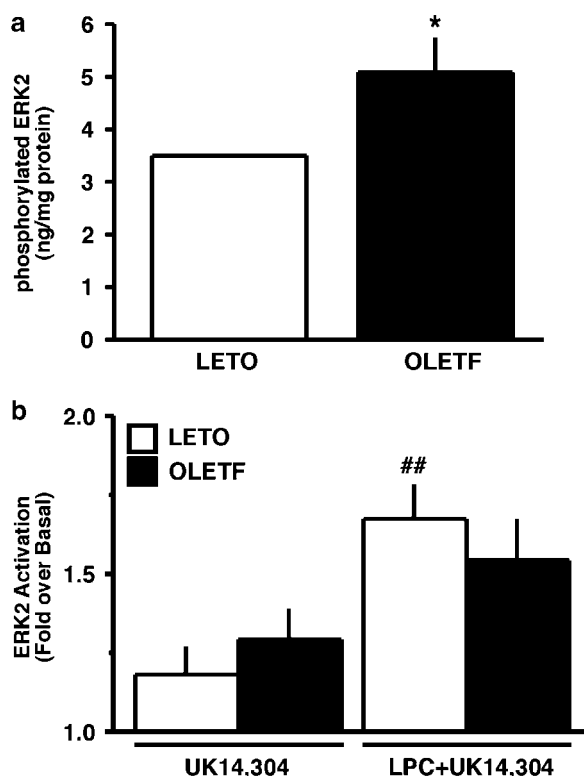 a
phosphorylated ERK2
(ng/mg protein)
6
5
4
3
2
1
0
*
LETO
OLETF
b
ERK2 Activation
(Fold over Basal)
2.0
1.5
1.0
LETO
OLETF
##
UK14.304
LPC+UK14.304